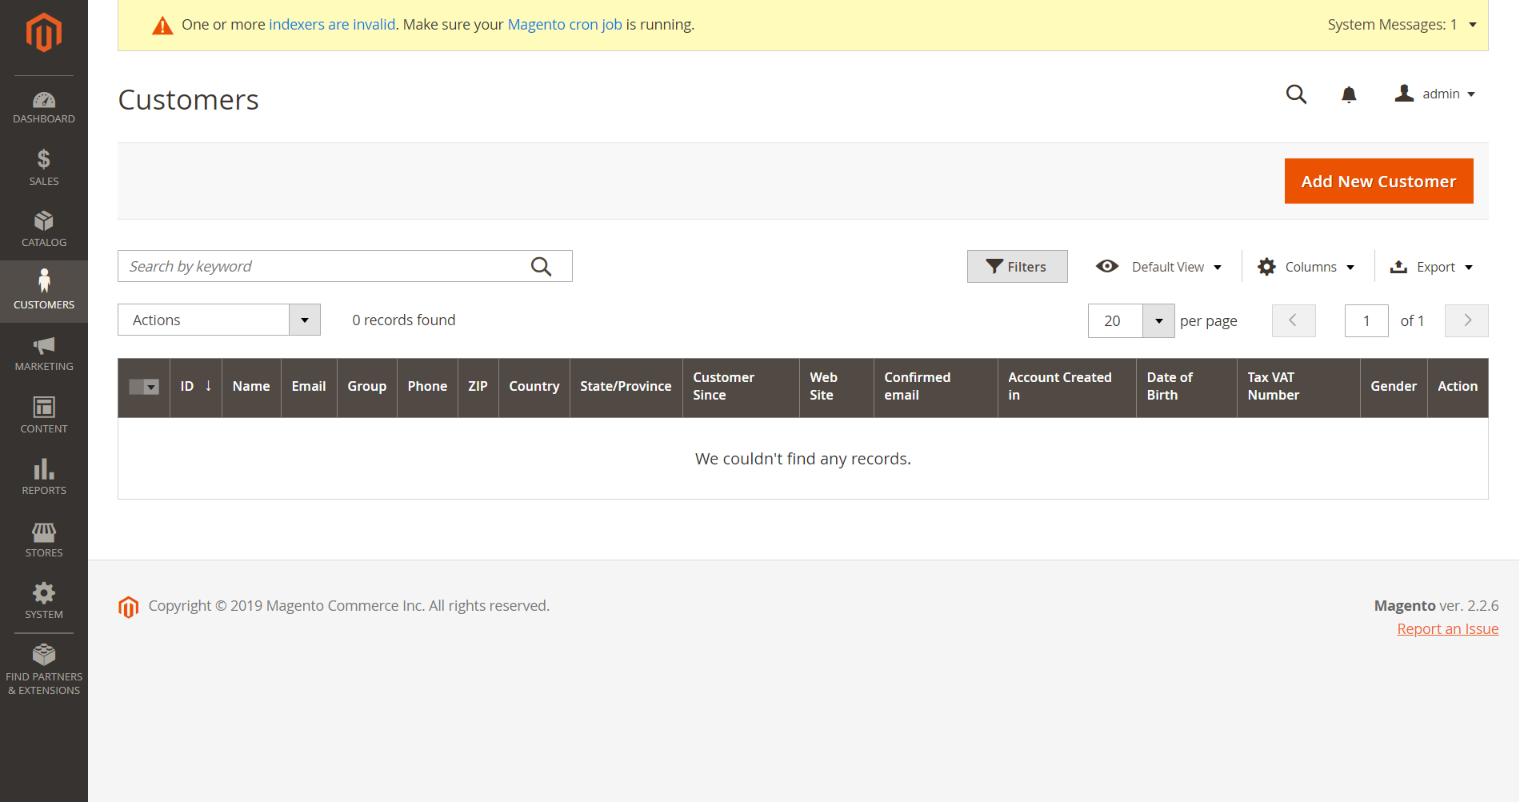 One or more indexers are invalid. Make sure your Magento cron job is running.
System Messages: 1
Customers
admin
Add New Customer
DASHBOARD
SALES
CATALOG
CUSTOMERS
MARKETING
CONTENT
REPORTS
STORES
SYSTEM
FIND PARTNERS
& EXTENSIONS
Search by keyword
Filters
Default View
Columns
Export
Actions
0 records found
20
per page
1
of 1
ID ↓
Name
Email
Group
Phone
ZIP
Country
State/Province
Customer
Since
Web
Site
Confirmed
email
Account Created
in
Date of
Birth
Tax VAT
Number
Gender
Action
We couldn't find any records.
Copyright © 2019 Magento Commerce Inc. All rights reserved.
Magento ver. 2.2.6
Report an Issue